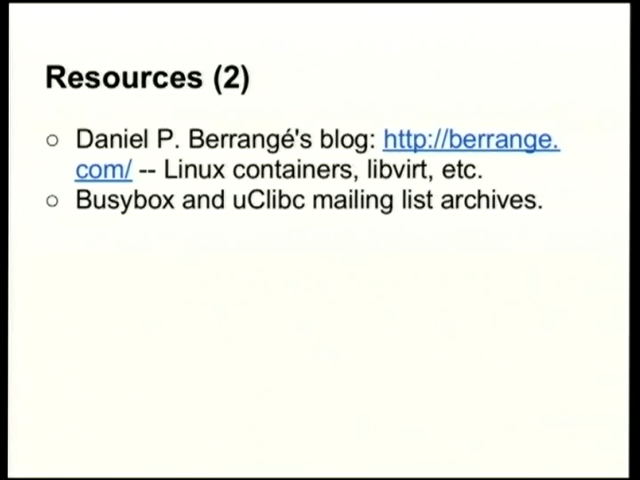 Resources (2)
○ Daniel P. Berrangé's blog: http://berrange.
com/ -- Linux containers, libvirt, etc.
○ Busybox and uClibc mailing list archives.